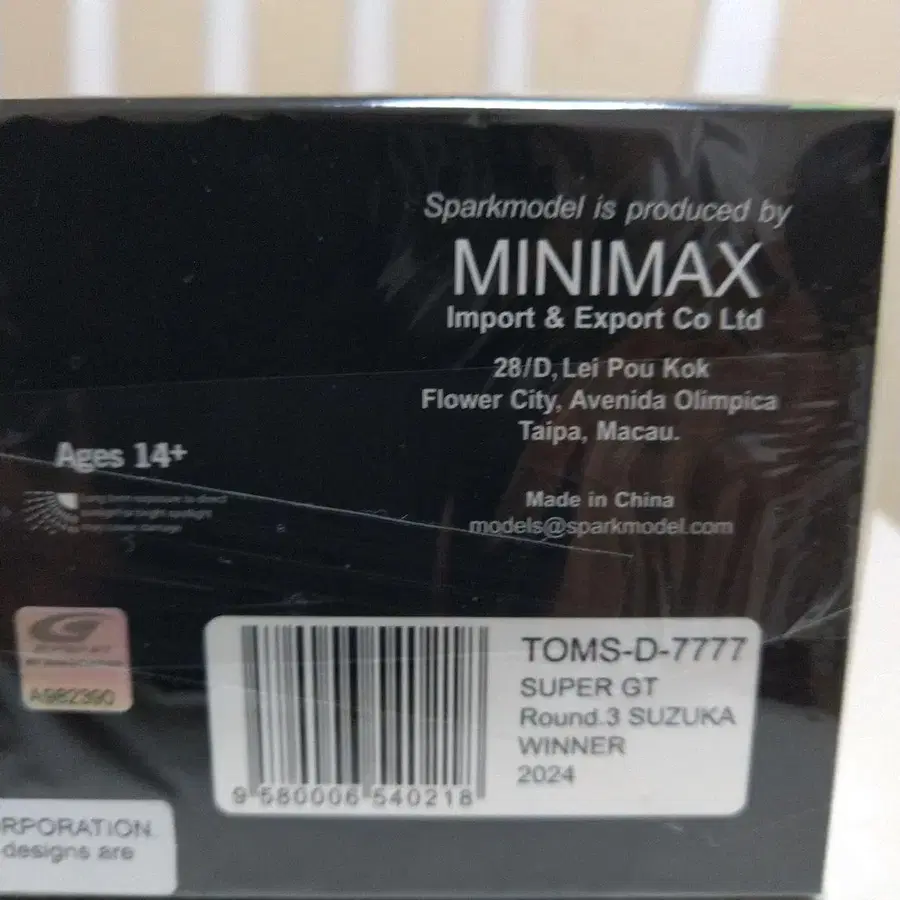 Sparkmodel is produced by
MINIMAX
Import & Export Co Ltd
28/D, Lei Pou Kok
Flower City, Avenida Olimpica
Taipa, Macau.
Ages 14+
Made in China
models@sparkmodel.com
A982390
TOMS-D-7777
SUPER GT
Round.3 SUZUKA
WINNER
2024
9 580006 540218
RPORATION.
designs are